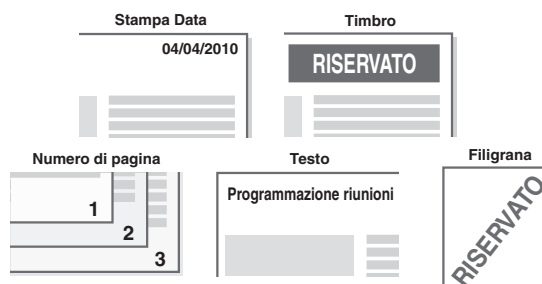 Stampa Data
04/04/2010
Timbro
RISERVATO
Numero di pagina
1
2
3
Testo
Programmazione riunioni
Filigrana
RISERVATO